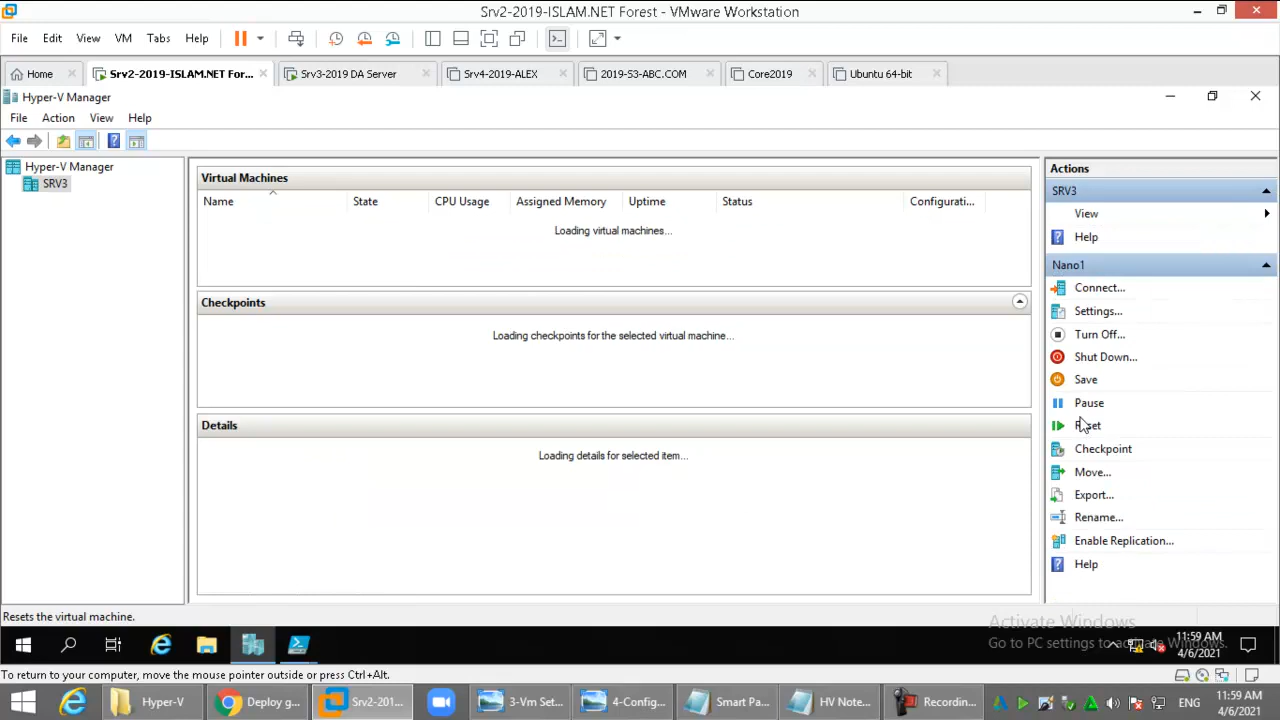 Srv2-2019-ISLAM.NET Forest - VMware Workstation
File Edit View VM Tabs Help
Home Srv2-2019-ISLAM.NET For... Srv3-2019 DA Server Srv4-2019-ALEX 2019-S3-ABC.COM Core2019 Ubuntu 64-bit
Hyper-V Manager
File Action View Help
Hyper-V Manager
SRV3
Virtual Machines
Name State CPU Usage Assigned Memory Uptime Status Configurati...
Loading virtual machines...
Checkpoints
Loading checkpoints for the selected virtual machine...
Details
Loading details for selected item...
Actions
SRV3
View
Help
Nano1
Connect...
Settings...
Turn Off...
Shut Down...
Save
Pause
Reset
Checkpoint
Move...
Export...
Rename...
Enable Replication...
Help
Resets the virtual machine.
Activate Windows
Go to PC settings to activate Windows.
11:59 AM
4/6/2021
To return to your computer, move the mouse pointer outside or press Ctrl+Alt.
Hyper-V Deploy g... Srv2-201... 3-Vm Set... 4-Config... Smart Pa... HV Note... Recordin... ENG
11:59 AM
4/6/2021